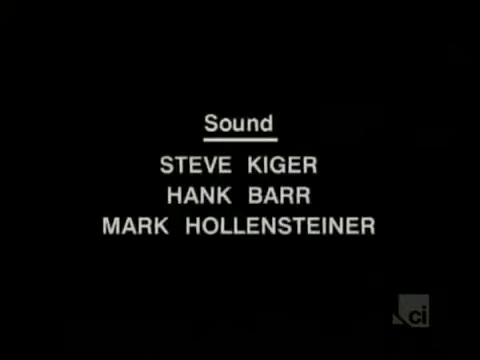 Sound
STEVE KIGER
HANK BARR
MARK HOLLENSTEINER
ci